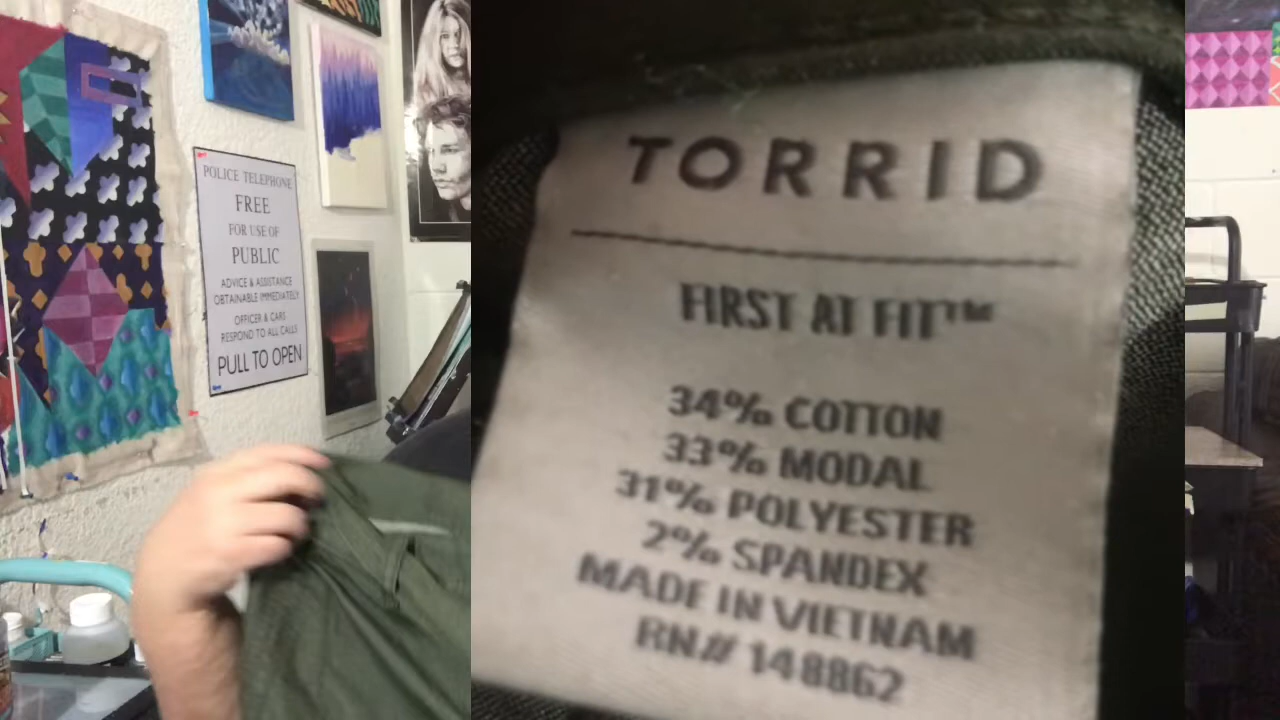 POLICE TELEPHONE
FREE
FOR USE OF
PUBLIC
ADVICE & ASSISTANCE
OBTAINABLE IMMEDIATELY
OFFICER & CARS
RESPOND TO ALL CALLS
PULL TO OPEN
TORRID
FIRST AT FIT™
34% COTTON
33% MODAL
31% POLYESTER
2% SPANDEX
MADE IN VIETNAM
RN# 148862